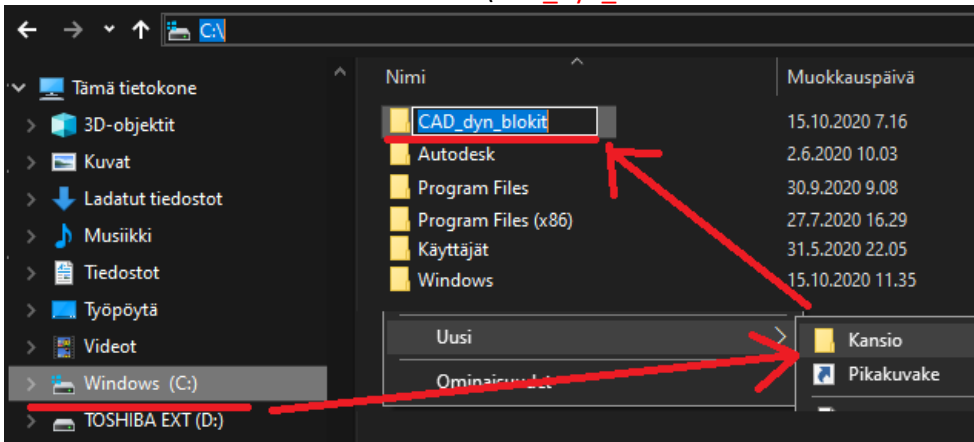 C:\
Tämä tietokone
3D-objektit
Kuvat
Ladatut tiedostot
Musiikki
Tiedostot
Työpöytä
Videot
Windows (C:)
TOSHIBA EXT (D:)
Nimi Muokkauspäivä
CAD_dyn_blokit 15.10.2020 7.16
Autodesk 2.6.2020 10.03
Program Files 30.9.2020 9.08
Program Files (x86) 27.7.2020 16.29
Käyttäjät 31.5.2020 22.05
Windows 15.10.2020 11.35
Uusi
Ominaisuudet
Kansio
Pikakuvake